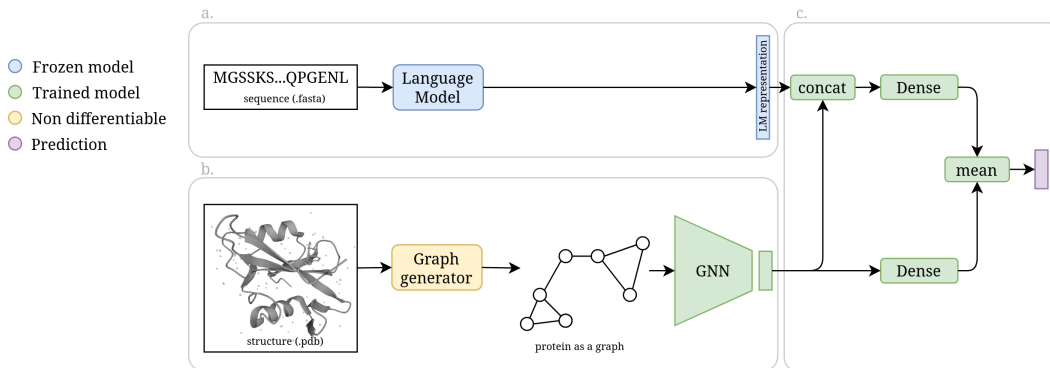 a.
c.
Frozen model
Trained model
Non differentiable
Prediction
MGSSKS...QPGENL
sequence (.fasta)
Language
Model
LM representation
concat
Dense
mean
b.
structure (.pdb)
Graph
generator
protein as a graph
GNN
Dense